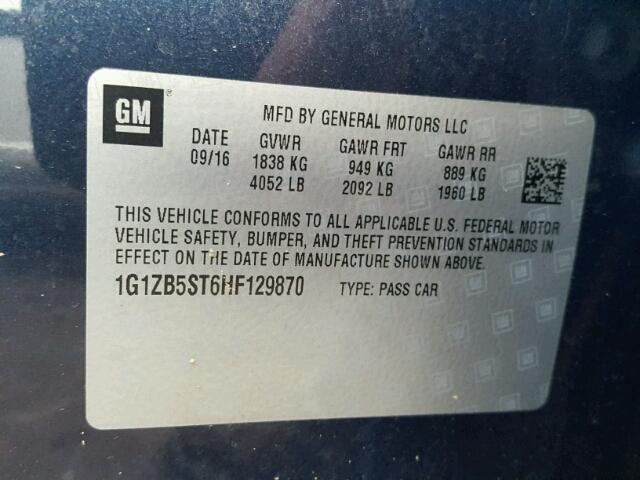 GM ®
MFD BY GENERAL MOTORS LLC
DATE GVWR GAWR FRT GAWR RR
09/16 1838 KG 949 KG 889 KG
4052 LB 2092 LB 1960 LB
THIS VEHICLE CONFORMS TO ALL APPLICABLE U.S. FEDERAL MOTOR
VEHICLE SAFETY, BUMPER, AND THEFT PREVENTION STANDARDS IN
EFFECT ON THE DATE OF MANUFACTURE SHOWN ABOVE.
1G1ZB5ST6HF129870 TYPE: PASS CAR